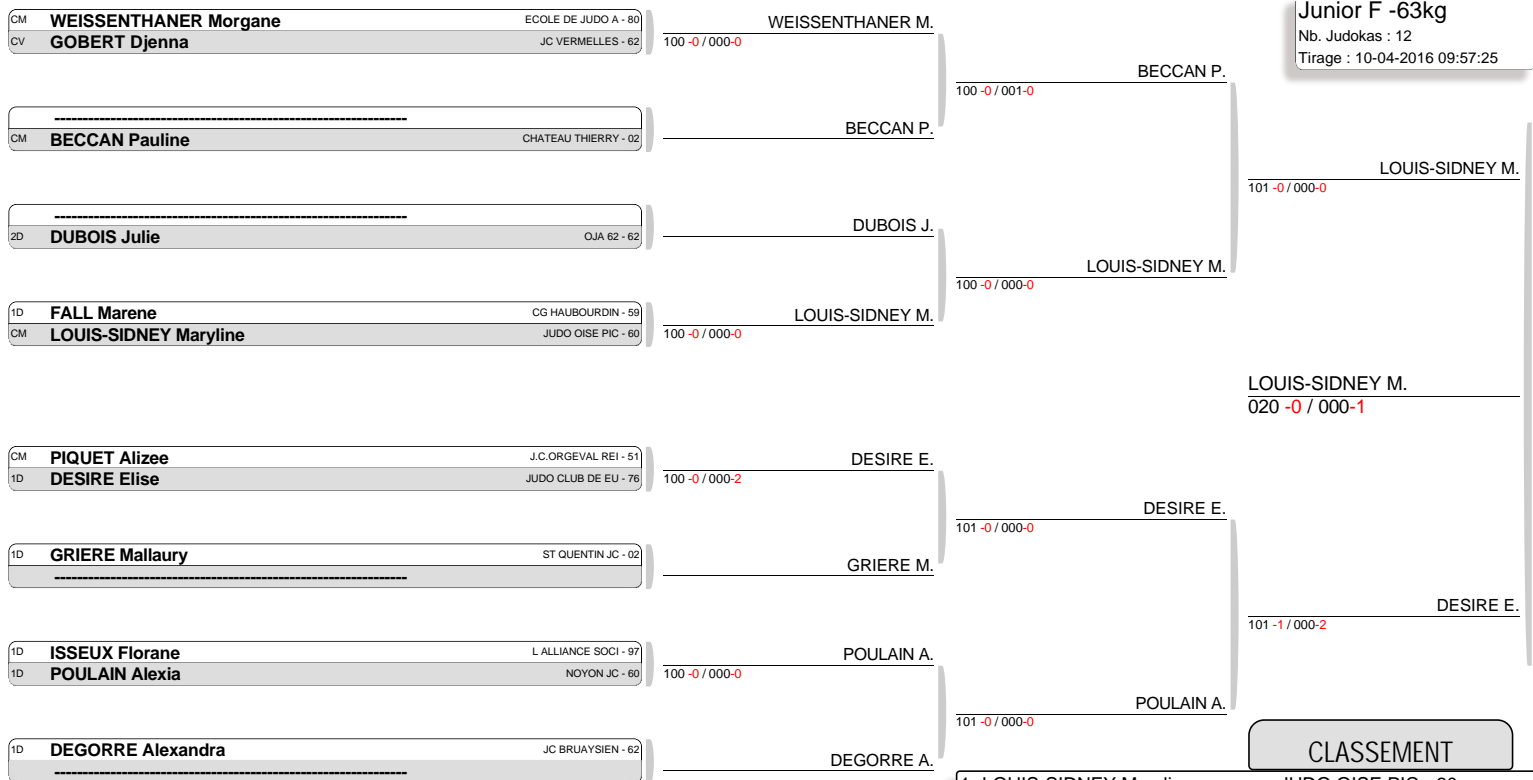 Junior F -63kg
Nb. Judokas : 12
Tirage : 10-04-2016 09:57:25
CM WEISSENTHANER Morgane ECOLE DE JUDO A - 80
CV GOBERT Djenna JC VERMELLES - 62
----------------------------------------------------------------
CM BECCAN Pauline CHATEAU THIERRY - 02
----------------------------------------------------------------
2D DUBOIS Julie OJA 62 - 62
1D FALL Marene CG HAUBOURDIN - 59
CM LOUIS-SIDNEY Maryline JUDO OISE PIC - 60
CM PIQUET Alizee J.C.ORGEVAL REI - 51
1D DESIRE Elise JUDO CLUB DE EU - 76
1D GRIERE Mallaury ST QUENTIN JC - 02
----------------------------------------------------------------
1D ISSEUX Florane L ALLIANCE SOCI - 97
1D POULAIN Alexia NOYON JC - 60
1D DEGORRE Alexandra JC BRUAYSIEN - 62
----------------------------------------------------------------
WEISSENTHANER M.
100 -0 / 000-0
BECCAN P.
DUBOIS J.
LOUIS-SIDNEY M.
100 -0 / 000-0
DESIRE E.
100 -0 / 000-2
GRIERE M.
POULAIN A.
100 -0 / 000-0
DEGORRE A.
BECCAN P.
100 -0 / 001-0
LOUIS-SIDNEY M.
100 -0 / 000-0
DESIRE E.
101 -0 / 000-0
POULAIN A.
101 -0 / 000-0
LOUIS-SIDNEY M.
101 -0 / 000-0
LOUIS-SIDNEY M.
020 -0 / 000-1
DESIRE E.
101 -1 / 000-2
CLASSEMENT
1- LOUIS-SIDNEY Maryline JUDO OISE PIC - 60